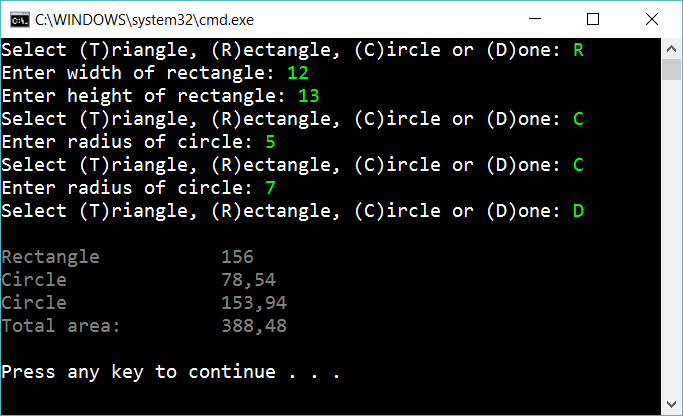 C:\WINDOWS\system32\cmd.exe
Select (T)riangle, (R)ectangle, (C)ircle or (D)one: R
Enter width of rectangle: 12
Enter height of rectangle: 13
Select (T)riangle, (R)ectangle, (C)ircle or (D)one: C
Enter radius of circle: 5
Select (T)riangle, (R)ectangle, (C)ircle or (D)one: C
Enter radius of circle: 7
Select (T)riangle, (R)ectangle, (C)ircle or (D)one: D
Rectangle 156
Circle 78,54
Circle 153,94
Total area: 388,48
Press any key to continue . . .